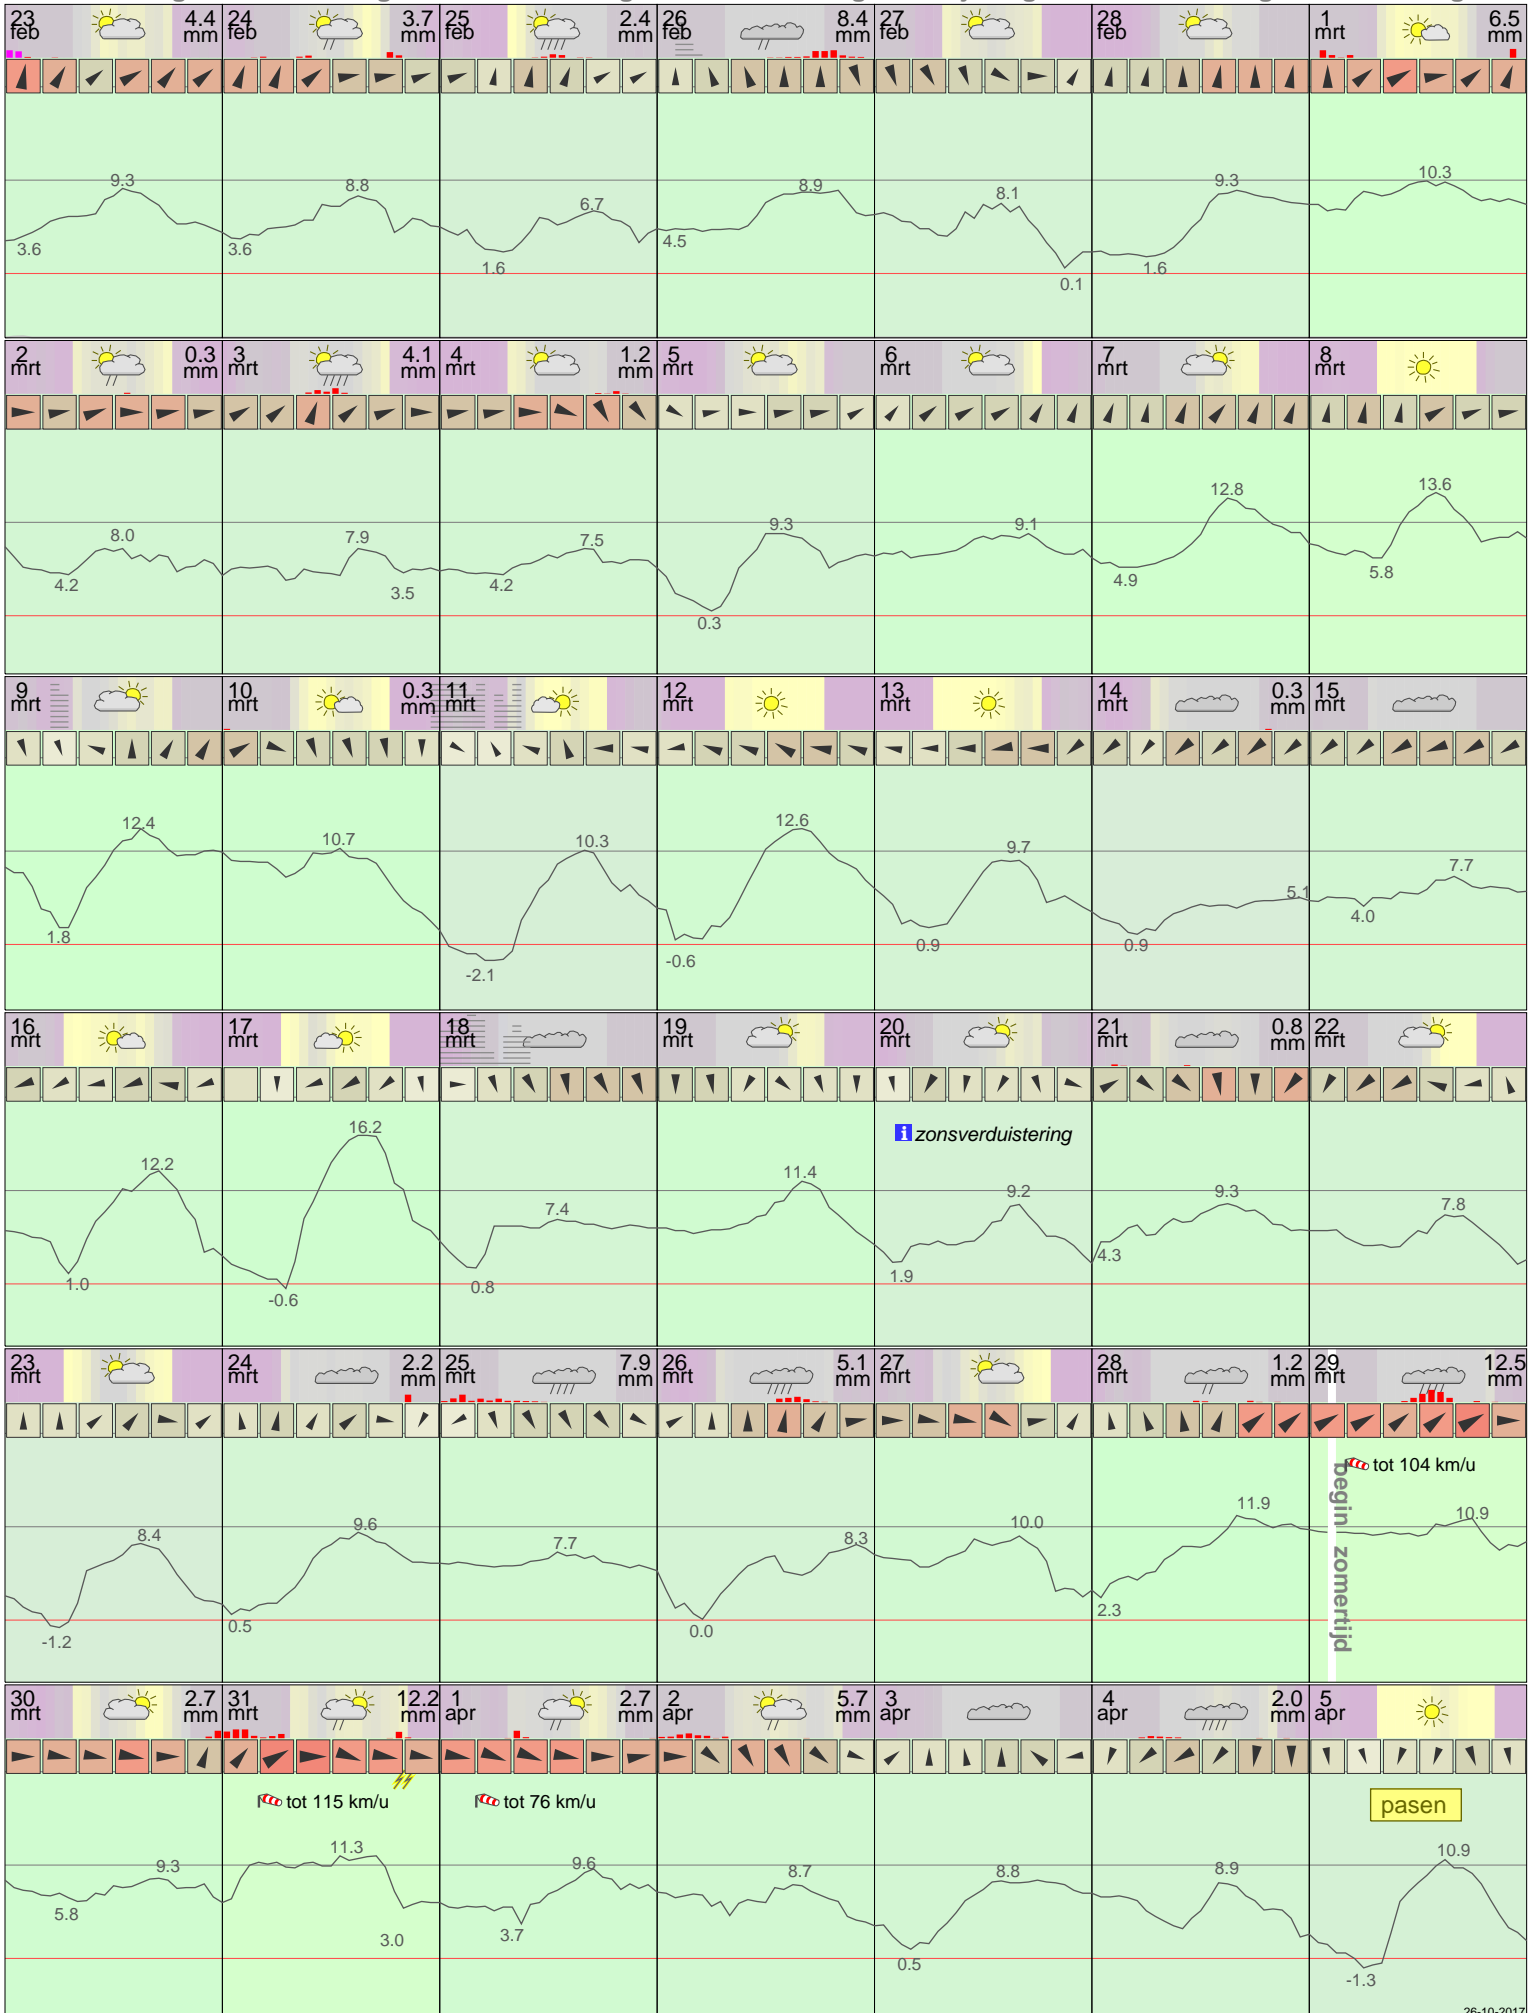 23 feb 4.4 mm 24 feb 3.7 mm 25 feb 2.4 mm 26 feb 8.4 mm 27 feb 28 feb 1 mrt 6.5 mm
9.3 8.8 6.7 8.9 8.1 9.3 10.3
3.6 3.6 1.6 4.5 0.1 1.6
2 mrt 0.3 mm 3 mrt 4.1 mm 4 mrt 1.2 mm 5 mrt 6 mrt 7 mrt 8 mrt
8.0 7.9 7.5 9.3 9.1 12.8 13.6
4.2 3.5 4.2 0.3 4.9 5.8
9 mrt 10 mrt 0.3 mm 11 mrt 12 mrt 13 mrt 14 mrt 0.3 mm 15 mrt
12.4 10.7 10.3 12.6 9.7 5.1 7.7
1.8 -2.1 -0.6 0.9 0.9 4.0
16 mrt 17 mrt 18 mrt 19 mrt 20 mrt 21 mrt 0.8 mm 22 mrt
i zonsverduistering
12.2 16.2 7.4 11.4 9.2 9.3 7.8
1.0 -0.6 0.8 1.9 4.3
23 mrt 24 mrt 2.2 mm 25 mrt 7.9 mm 26 mrt 5.1 mm 27 mrt 28 mrt 1.2 mm 29 mrt 12.5 mm
tot 104 km/u
begin zomertijd
8.4 9.6 7.7 8.3 10.0 11.9 10.9
-1.2 0.5 0.0 2.3
30 mrt 2.7 mm 31 mrt 12.2 mm 1 apr 2.7 mm 2 apr 5.7 mm 3 apr 4 apr 2.0 mm 5 apr
tot 115 km/u tot 76 km/u pasen
9.3 11.3 9.6 8.7 8.8 8.9 10.9
5.8 3.0 3.7 0.5 -1.3
26-10-2017